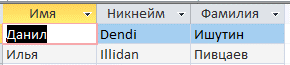 Имя Никнейм Фамилия
Данил Dendi Ишутин
Илья Illidan Пивцаев